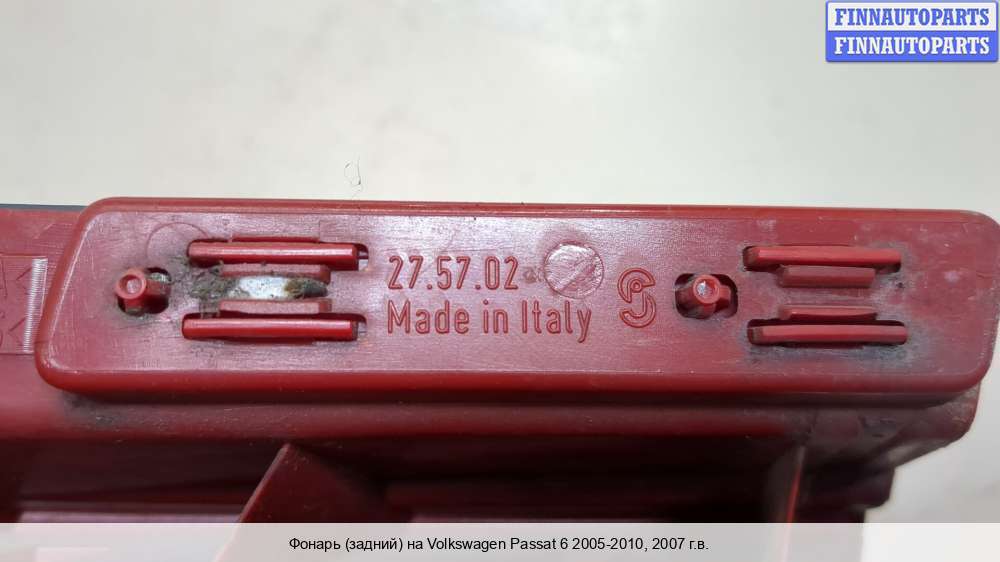 FINNAUTOPARTS
FINNAUTOPARTS
27.57.02
Made in Italy
Фонарь (задний) на Volkswagen Passat 6 2005-2010, 2007 г.в.